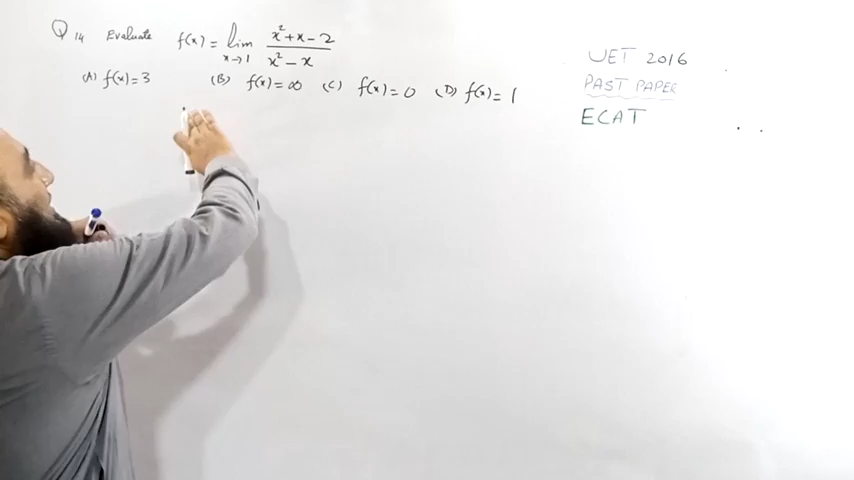 Q 14 Evaluate f(x) = lim x→1 x²+x-2 / x²-x
(A) f(x)=3 (B) f(x)=∞ (C) f(x)=0 (D) f(x)=1
UET 2016
PAST PAPER
ECAT